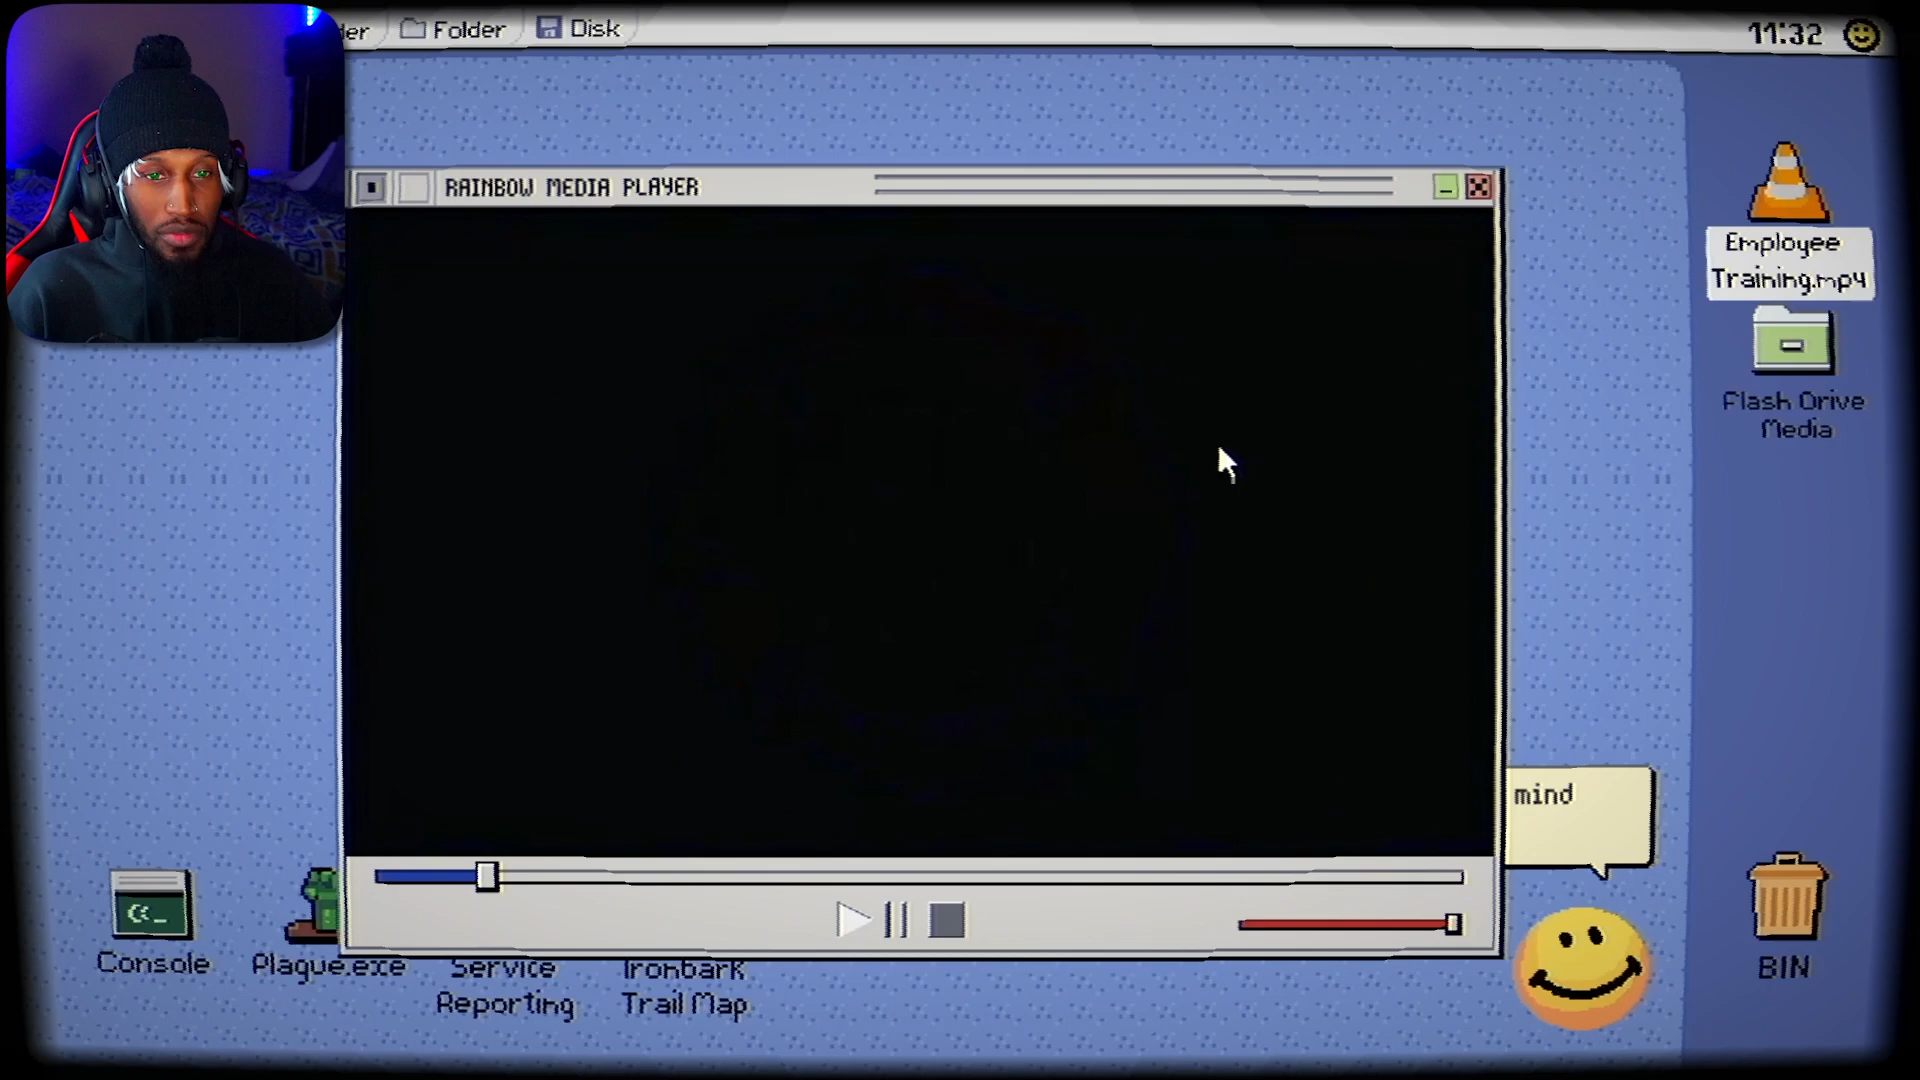 der
Folder
Disk
11:32
RAINBOW MEDIA PLAYER
Employee
Training.mp4
Flash Drive
Media
mind
Console
Plague.exe
Service
Reporting
Ironbark
Trail Map
BIN